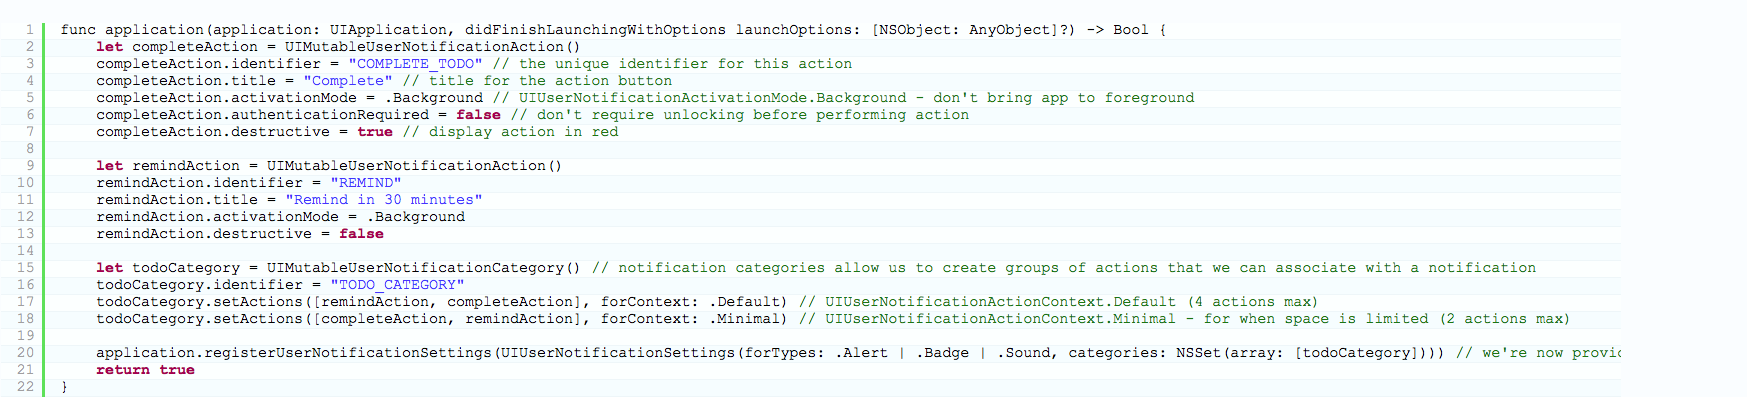 1 func application(application: UIApplication, didFinishLaunchingWithOptions launchOptions: [NSObject: AnyObject]?) -> Bool {
2 let completeAction = UIMutableUserNotificationAction()
3 completeAction.identifier = "COMPLETE_TODO" // the unique identifier for this action
4 completeAction.title = "Complete" // title for the action button
5 completeAction.activationMode = .Background // UIUserNotificationActivationMode.Background - don't bring app to foreground
6 completeAction.authenticationRequired = false // don't require unlocking before performing action
7 completeAction.destructive = true // display action in red
8
9 let remindAction = UIMutableUserNotificationAction()
10 remindAction.identifier = "REMIND"
11 remindAction.title = "Remind in 30 minutes"
12 remindAction.activationMode = .Background
13 remindAction.destructive = false
14
15 let todoCategory = UIMutableUserNotificationCategory() // notification categories allow us to create groups of actions that we can associate with a notification
16 todoCategory.identifier = "TODO_CATEGORY"
17 todoCategory.setActions([remindAction, completeAction], forContext: .Default) // UIUserNotificationActionContext.Default (4 actions max)
18 todoCategory.setActions([completeAction, remindAction], forContext: .Minimal) // UIUserNotificationActionContext.Minimal - for when space is limited (2 actions max)
19
20 application.registerUserNotificationSettings(UIUserNotificationSettings(forTypes: .Alert | .Badge | .Sound, categories: NSSet(array: [todoCategory]))) // we're now
21 return true
22 }